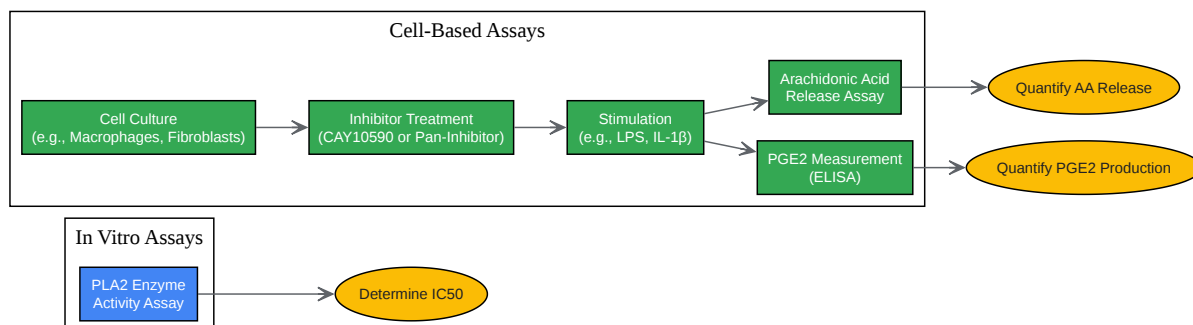 Cell-Based Assays
Cell Culture
(e.g., Macrophages, Fibroblasts)
Inhibitor Treatment
(CAY10590 or Pan-Inhibitor)
Stimulation
(e.g., LPS, IL-1β)
Arachidonic Acid
Release Assay
Quantify AA Release
PGE2 Measurement
(ELISA)
Quantify PGE2 Production
In Vitro Assays
PLA2 Enzyme
Activity Assay
Determine IC50